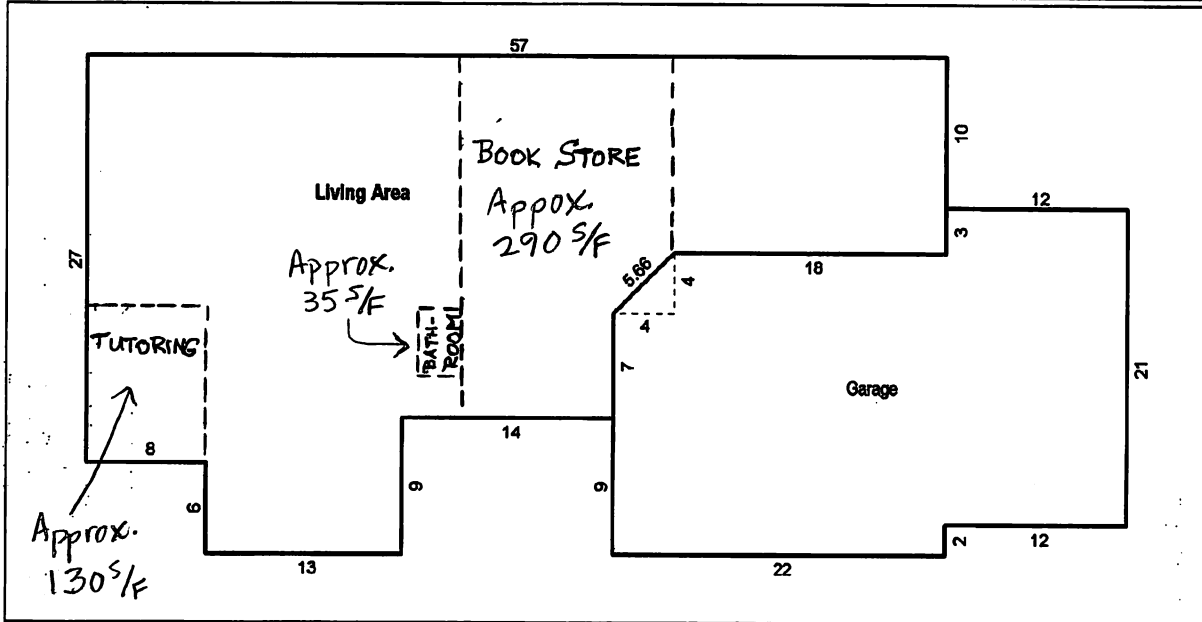 57
BOOK STORE
Appox.
290 S/F
Living Area
10
12
3
27
Approx.
35 S/F
5.66
4
18
4
BATH-
ROOM
TUTORING
7
Garage
21
8
14
6
9
9
2
12
Approx.
130 S/F
13
22